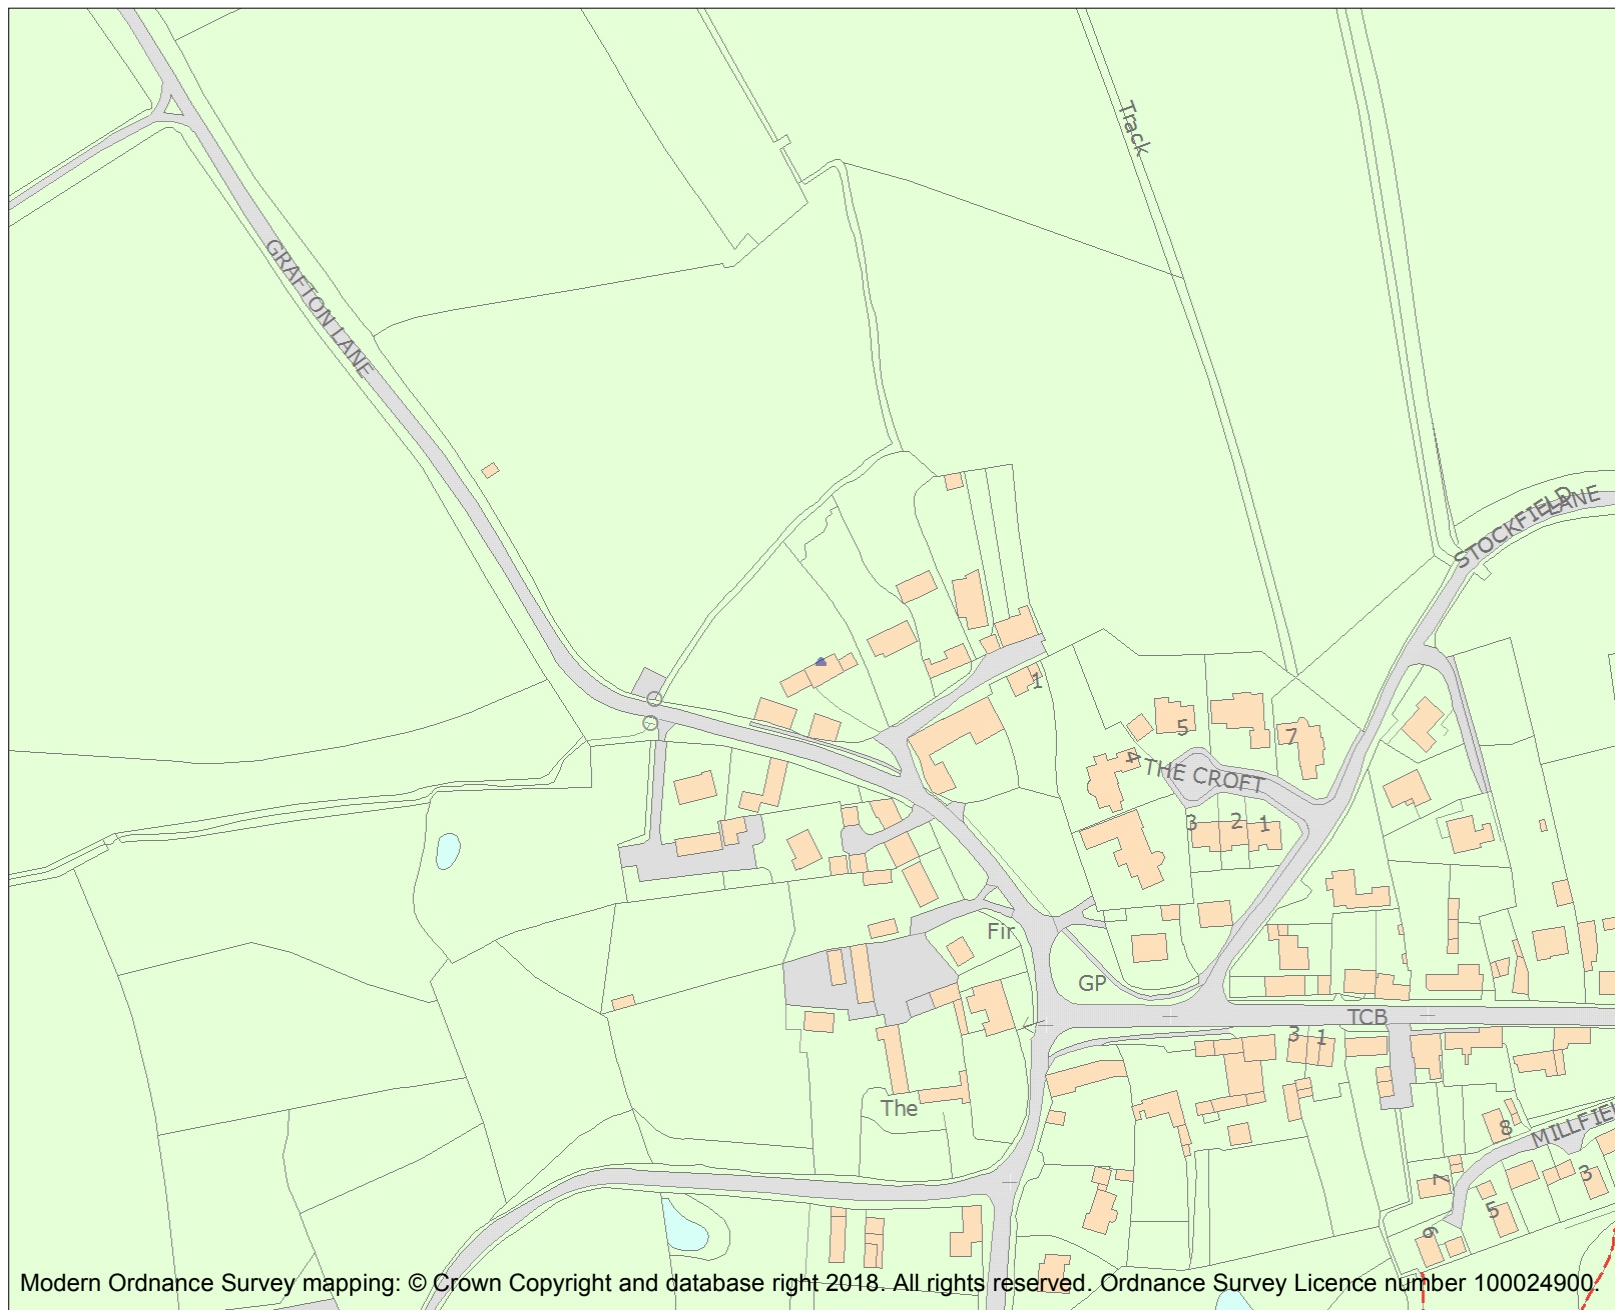 Track
GRAFTON LANE
STOCKFIELD LANE
1
5
7
4
THE CROFT
3
2
1
Fir
GP
TCB
3
1
The
8
MILLFIE
7
3
5
6
Modern Ordnance Survey mapping: © Crown Copyright and database right 2018. All rights reserved. Ordnance Survey Licence number 100024900.